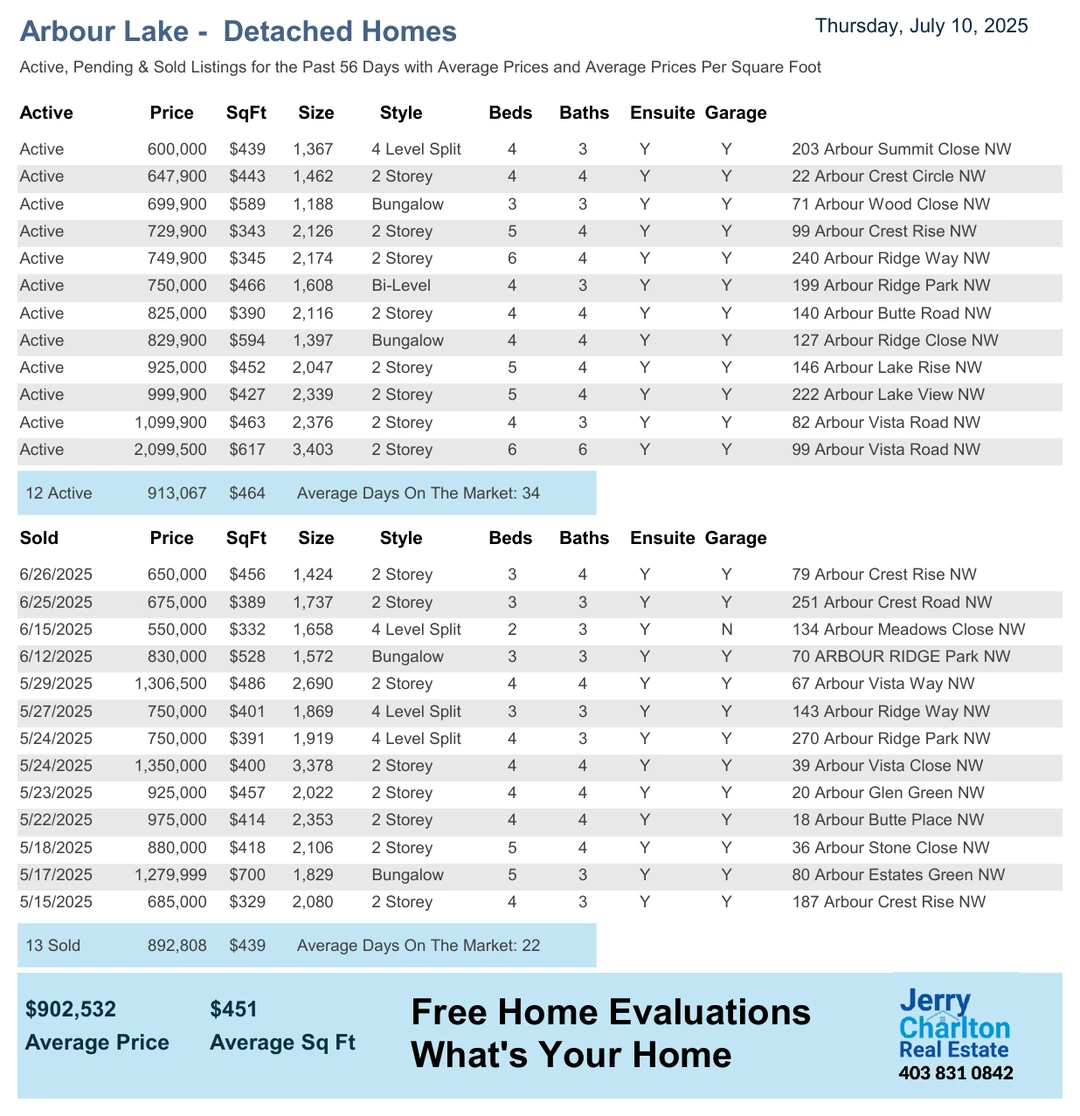 Arbour Lake - Detached Homes
Thursday, July 10, 2025
Active, Pending & Sold Listings for the Past 56 Days with Average Prices and Average Prices Per Square Foot
Active Price SqFt Size Style Beds Baths Ensuite Garage
Active 600,000 $439 1,367 4 Level Split 4 3 Y Y 203 Arbour Summit Close NW
Active 647,900 $443 1,462 2 Storey 4 4 Y Y 22 Arbour Crest Circle NW
Active 699,900 $589 1,188 Bungalow 3 3 Y Y 71 Arbour Wood Close NW
Active 729,900 $343 2,126 2 Storey 5 4 Y Y 99 Arbour Crest Rise NW
Active 749,900 $345 2,174 2 Storey 6 4 Y Y 240 Arbour Ridge Way NW
Active 750,000 $466 1,608 Bi-Level 4 3 Y Y 199 Arbour Ridge Park NW
Active 825,000 $390 2,116 2 Storey 4 4 Y Y 140 Arbour Butte Road NW
Active 829,900 $594 1,397 Bungalow 4 4 Y Y 127 Arbour Ridge Close NW
Active 925,000 $452 2,047 2 Storey 5 4 Y Y 146 Arbour Lake Rise NW
Active 999,900 $427 2,339 2 Storey 5 4 Y Y 222 Arbour Lake View NW
Active 1,099,900 $463 2,376 2 Storey 4 3 Y Y 82 Arbour Vista Road NW
Active 2,099,500 $617 3,403 2 Storey 6 6 Y Y 99 Arbour Vista Road NW
12 Active 913,067 $464 Average Days On The Market: 34
Sold Price SqFt Size Style Beds Baths Ensuite Garage
6/26/2025 650,000 $456 1,424 2 Storey 3 4 Y Y 79 Arbour Crest Rise NW
6/25/2025 675,000 $389 1,737 2 Storey 3 3 Y Y 251 Arbour Crest Road NW
6/15/2025 550,000 $332 1,658 4 Level Split 2 3 Y N 134 Arbour Meadows Close NW
6/12/2025 830,000 $528 1,572 Bungalow 3 3 Y Y 70 ARBOUR RIDGE Park NW
5/29/2025 1,306,500 $486 2,690 2 Storey 4 4 Y Y 67 Arbour Vista Way NW
5/27/2025 750,000 $401 1,869 4 Level Split 3 3 Y Y 143 Arbour Ridge Way NW
5/24/2025 750,000 $391 1,919 4 Level Split 4 3 Y Y 270 Arbour Ridge Park NW
5/24/2025 1,350,000 $400 3,378 2 Storey 4 4 Y Y 39 Arbour Vista Close NW
5/23/2025 925,000 $457 2,022 2 Storey 4 4 Y Y 20 Arbour Glen Green NW
5/22/2025 975,000 $414 2,353 2 Storey 4 4 Y Y 18 Arbour Butte Place NW
5/18/2025 880,000 $418 2,106 2 Storey 5 4 Y Y 36 Arbour Stone Close NW
5/17/2025 1,279,999 $700 1,829 Bungalow 5 3 Y Y 80 Arbour Estates Green NW
5/15/2025 685,000 $329 2,080 2 Storey 4 3 Y Y 187 Arbour Crest Rise NW
13 Sold 892,808 $439 Average Days On The Market: 22
$902,532 $451
Average Price Average Sq Ft
Free Home Evaluations
What's Your Home
Jerry
Charlton
Real Estate
403 831 0842